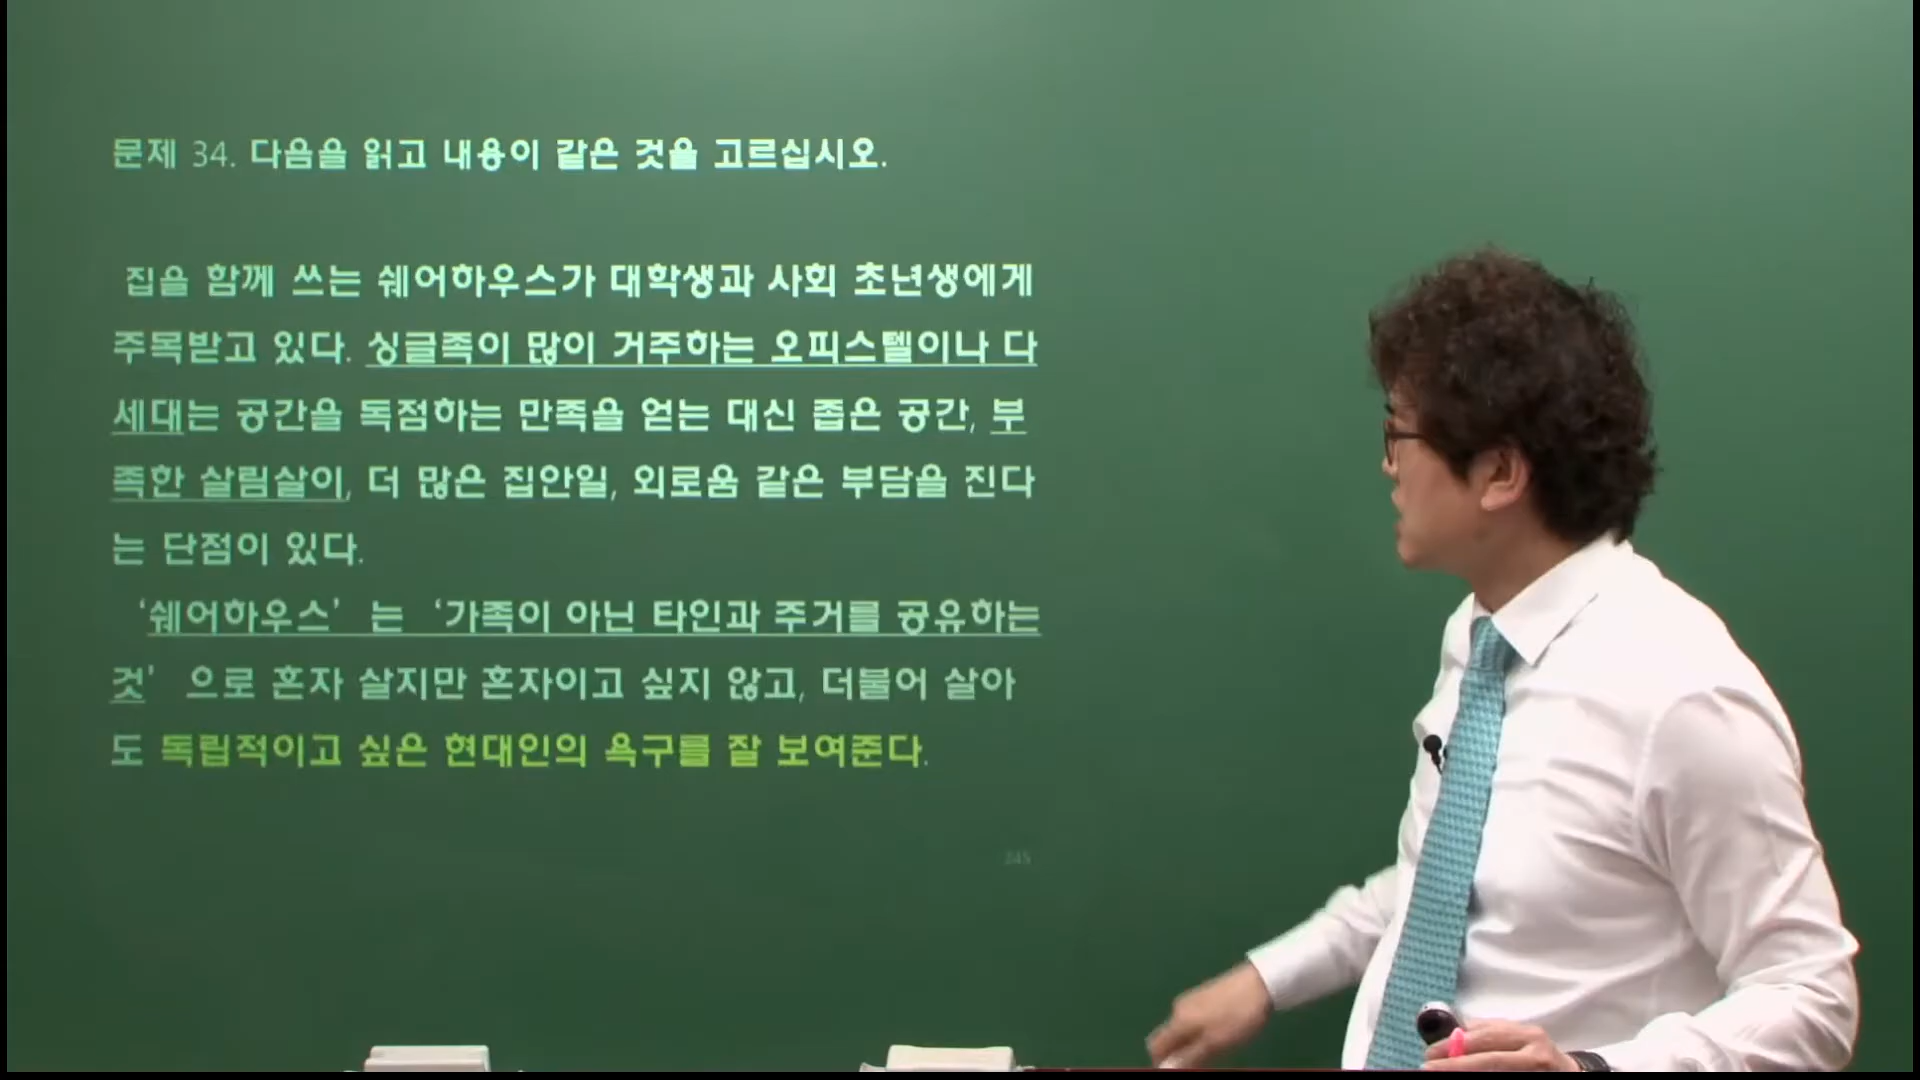 문제 34. 다음을 읽고 내용이 같은 것을 고르십시오.
집을 함께 쓰는 쉐어하우스가 대학생과 사회 초년생에게
주목받고 있다. 싱글족이 많이 거주하는 오피스텔이나 다
세대는 공간을 독점하는 만족을 얻는 대신 좁은 공간, 부
족한 살림살이, 더 많은 집안일, 외로움 같은 부담을 진다
는 단점이 있다.
‘쉐어하우스’ 는 ‘가족이 아닌 타인과 주거를 공유하는
것’ 으로 혼자 살지만 혼자이고 싶지 않고, 더불어 살아
도 독립적이고 싶은 현대인의 욕구를 잘 보여준다.
245